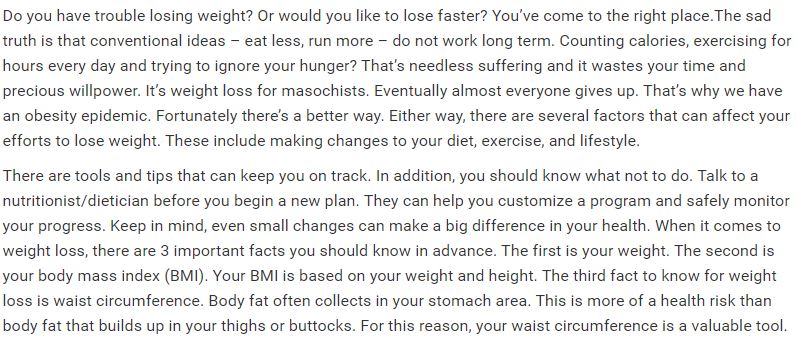 Do you have trouble losing weight? Or would you like to lose faster? You've come to the right place.The sad
truth is that conventional ideas – eat less, run more – do not work long term. Counting calories, exercising for
hours every day and trying to ignore your hunger? That's needless suffering and it wastes your time and
precious willpower. It's weight loss for masochists. Eventually almost everyone gives up. That's why we have
an obesity epidemic. Fortunately there's a better way. Either way, there are several factors that can affect your
efforts to lose weight. These include making changes to your diet, exercise, and lifestyle.
There are tools and tips that can keep you on track. In addition, you should know what not to do. Talk to a
nutritionist/dietician before you begin a new plan. They can help you customize a program and safely monitor
your progress. Keep in mind, even small changes can make a big difference in your health. When it comes to
weight loss, there are 3 important facts you should know in advance. The first is your weight. The second is
your body mass index (BMI). Your BMI is based on your weight and height. The third fact to know for weight
loss is waist circumference. Body fat often collects in your stomach area. This is more of a health risk than
body fat that builds up in your thighs or buttocks. For this reason, your waist circumference is a valuable tool.